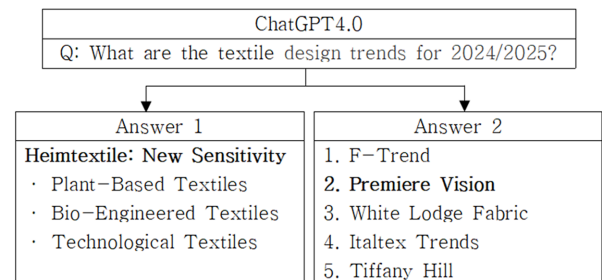 ChatGPT4.0
Q: What are the textile design trends for 2024/2025?
Answer 1
Heimtextile: New Sensitivity
· Plant-Based Textiles
· Bio-Engineered Textiles
· Technological Textiles
Answer 2
1. F-Trend
2. Premiere Vision
3. White Lodge Fabric
4. Italtex Trends
5. Tiffany Hill